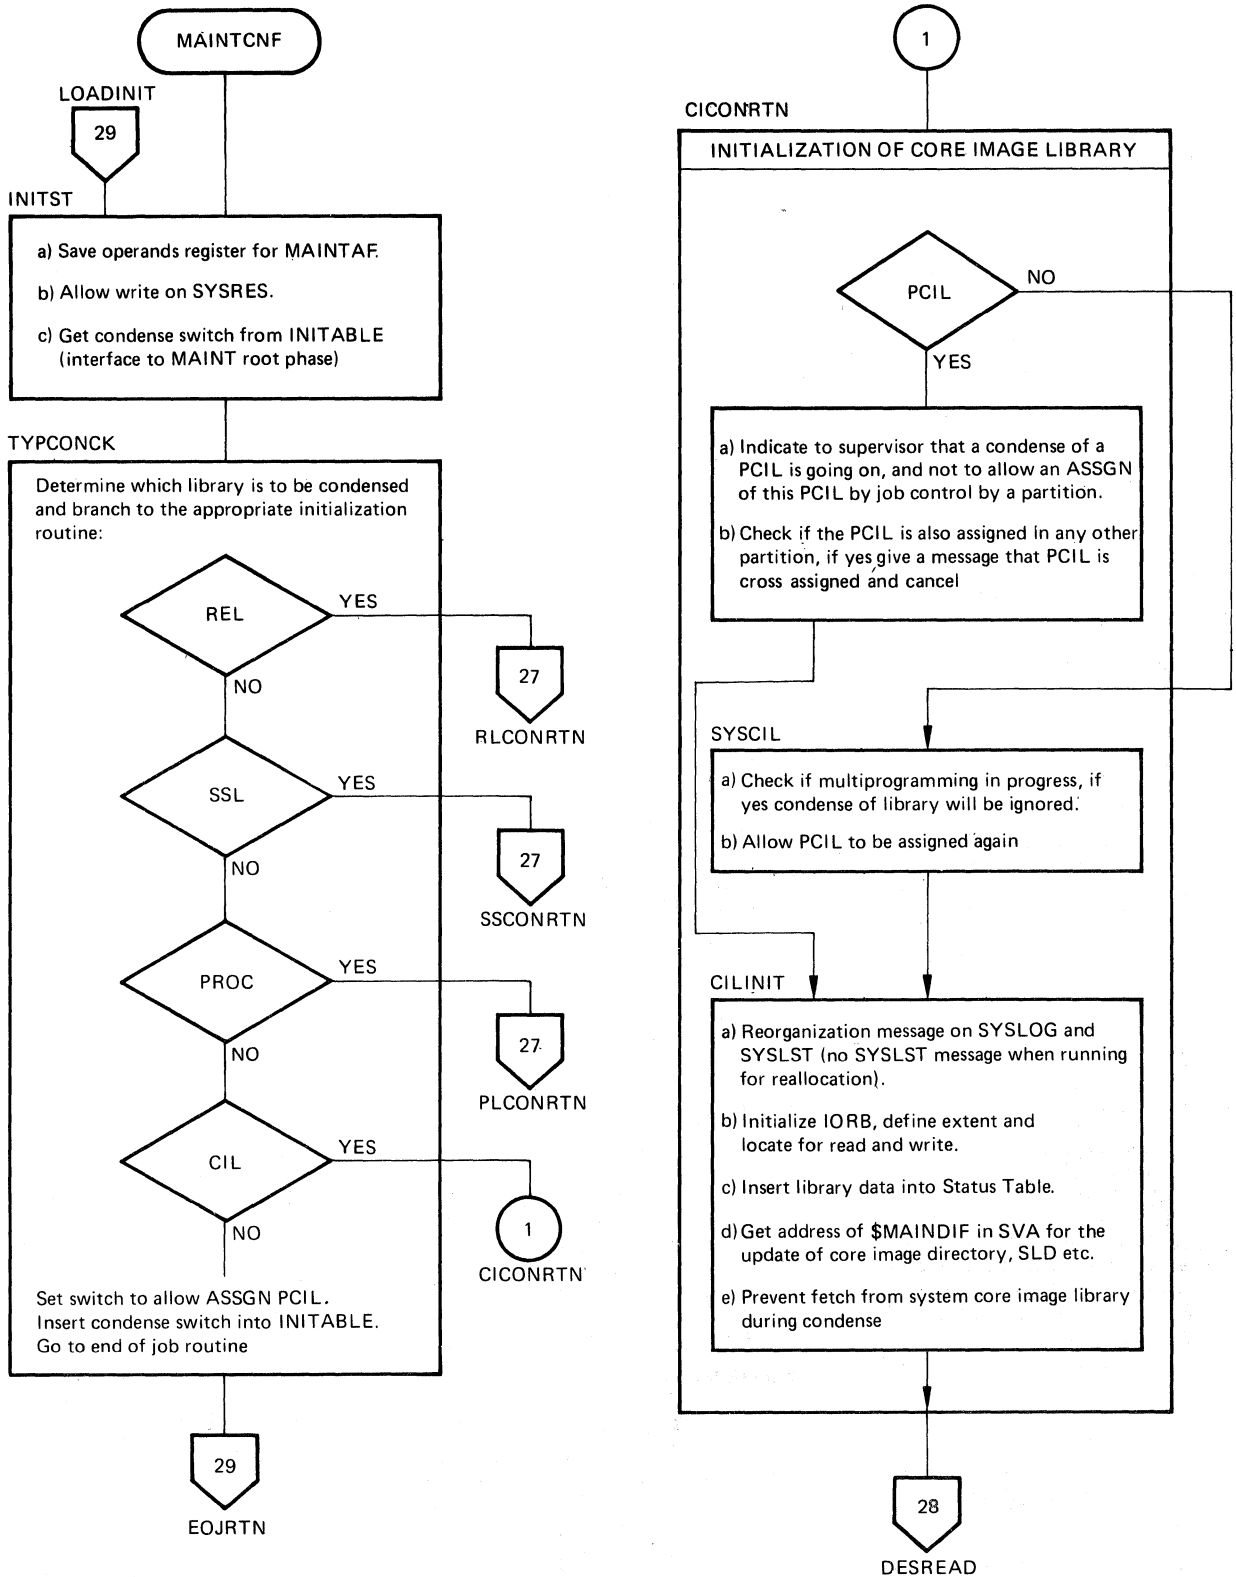 MAINTCNF
LOADINIT
29
INITST
a) Save operands register for MAINTAF.
b) Allow write on SYSRES.
c) Get condense switch from INITABLE
(interface to MAINT root phase)
TYPCONCK
Determine which library is to be condensed
and branch to the appropriate initialization
routine:
REL
YES
27
RLCONRTN
NO
SSL
YES
27
SSCONRTN
NO
PROC
YES
27
PLCONRTN
NO
CIL
YES
1
CICONRTN
NO
Set switch to allow ASSGN PCIL.
Insert condense switch into INITABLE.
Go to end of job routine
29
EOJRTN
1
CICONRTN
INITIALIZATION OF CORE IMAGE LIBRARY
PCIL
NO
YES
a) Indicate to supervisor that a condense of a
PCIL is going on, and not to allow an ASSGN
of this PCIL by job control by a partition.
b) Check if the PCIL is also assigned in any other
partition, if yes give a message that PCIL is
cross assigned and cancel
SYSCIL
a) Check if multiprogramming in progress, if
yes condense of library will be ignored.
b) Allow PCIL to be assigned again
CILINIT
a) Reorganization message on SYSLOG and
SYSLST (no SYSLST message when running
for reallocation).
b) Initialize IORB, define extent and
locate for read and write.
c) Insert library data into Status Table.
d) Get address of $MAINDIF in SVA for the
update of core image directory, SLD etc.
e) Prevent fetch from system core image library
during condense
28
DESREAD